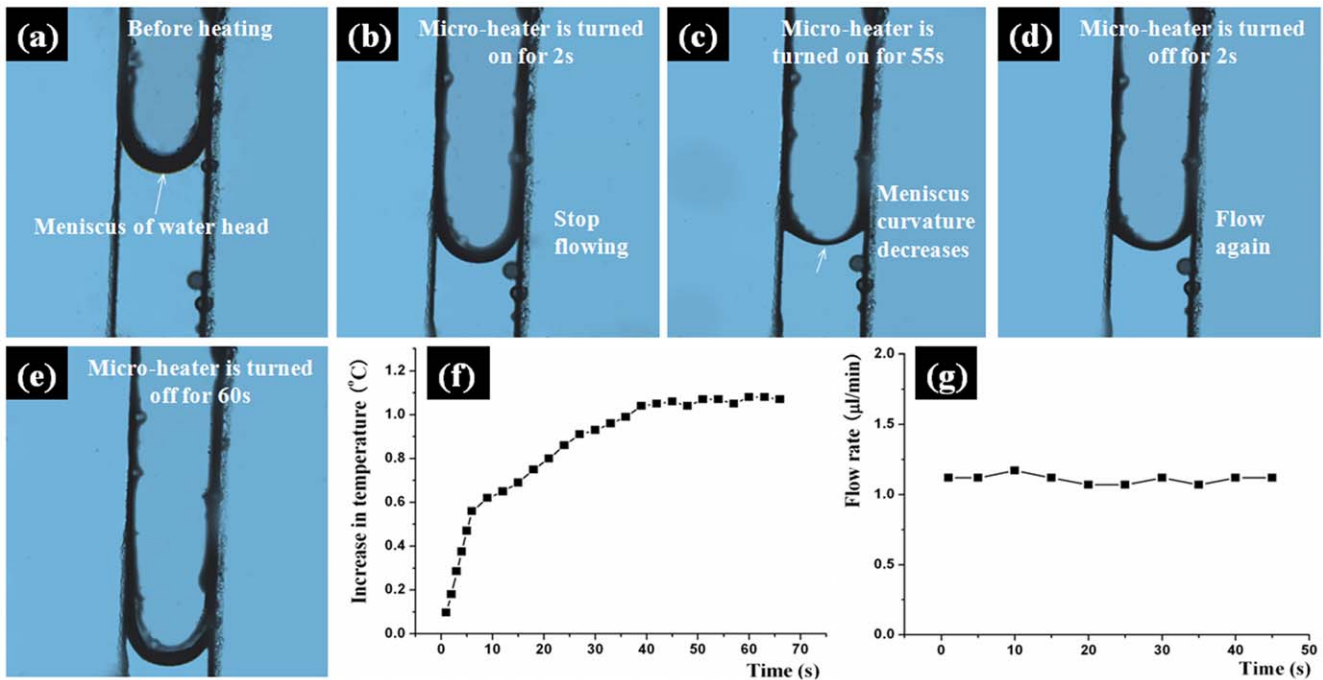 (a)
Before heating
Meniscus of water head
(b)
Micro-heater is turned
on for 2s
Stop
flowing
(c)
Micro-heater is
turned on for 55s
Meniscus
curvature
decreases
(d)
Micro-heater is turned
off for 2s
Flow
again
(e)
Micro-heater is turned
off for 60s
(f)
Increase in temperature (°C)
1.2
1.0
0.8
0.6
0.4
0.2
0.0
0 10 20 30 40 50 60 70
Time (s)
(g)
Flow rate (μl/min)
2.0
1.5
1.0
0.5
0.0
0 10 20 30 40 50
Time (s)